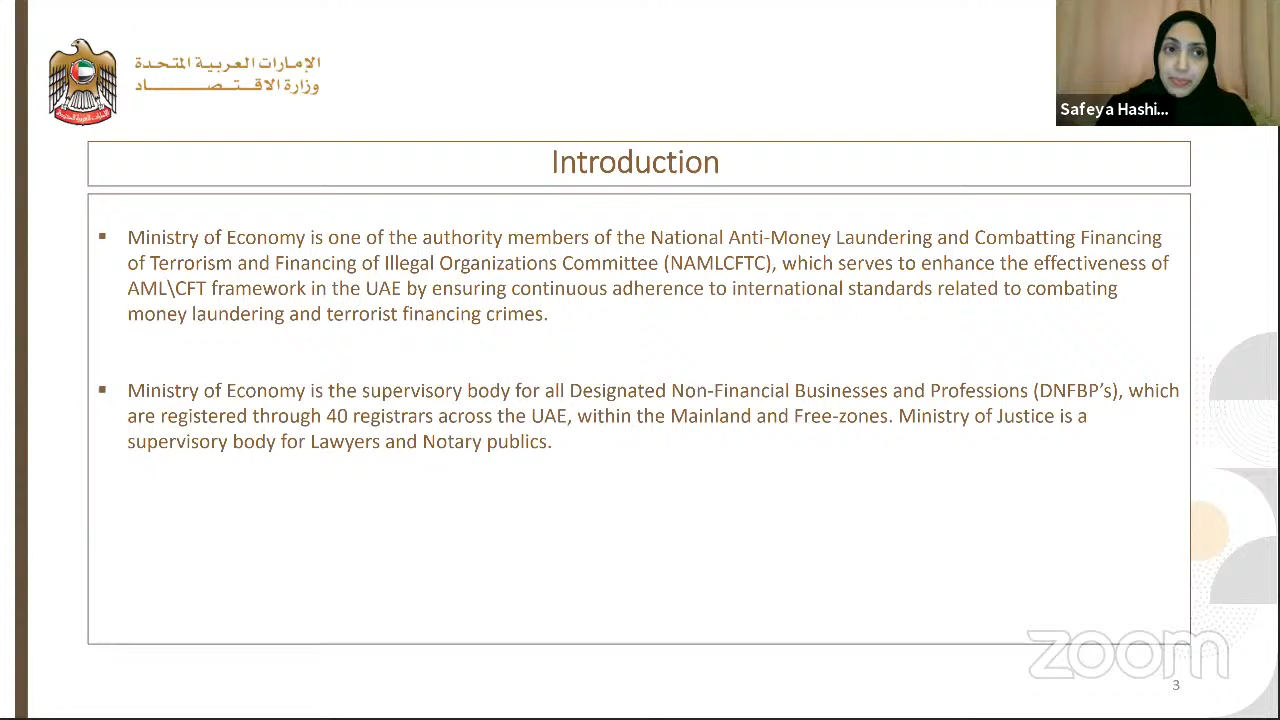 الإمارات العربية المتحدة
وزارة الاقتصاد
Safeya Hashi...
Introduction
▪ Ministry of Economy is one of the authority members of the National Anti-Money Laundering and Combatting Financing
of Terrorism and Financing of Illegal Organizations Committee (NAMLCFTC), which serves to enhance the effectiveness of
AML\CFT framework in the UAE by ensuring continuous adherence to international standards related to combating
money laundering and terrorist financing crimes.
▪ Ministry of Economy is the supervisory body for all Designated Non-Financial Businesses and Professions (DNFBP’s), which
are registered through 40 registrars across the UAE, within the Mainland and Free-zones. Ministry of Justice is a
supervisory body for Lawyers and Notary publics.
zoom
3